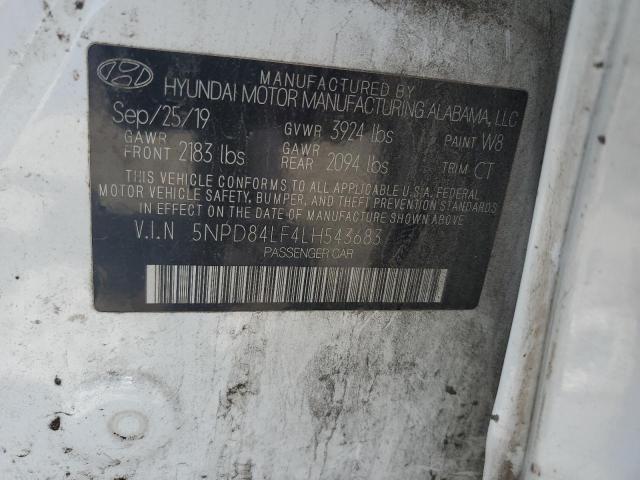 MANUFACTURED BY
HYUNDAI MOTOR MANUFACTURING ALABAMA, LLC
Sep/25/19 GVWR 3924 lbs PAINT W8
GAWR FRONT 2183 lbs GAWR REAR 2094 lbs TRIM CT
THIS VEHICLE CONFORMS TO ALL APPLICABLE U.S.A. FEDERAL
MOTOR VEHICLE SAFETY, BUMPER, AND THEFT PREVENTION STANDARDS
IN EFFECT ON THE DATE OF MANUFACTURE SHOWN ABOVE.
V.I.N 5NPD84LF4LH543683
PASSENGER CAR